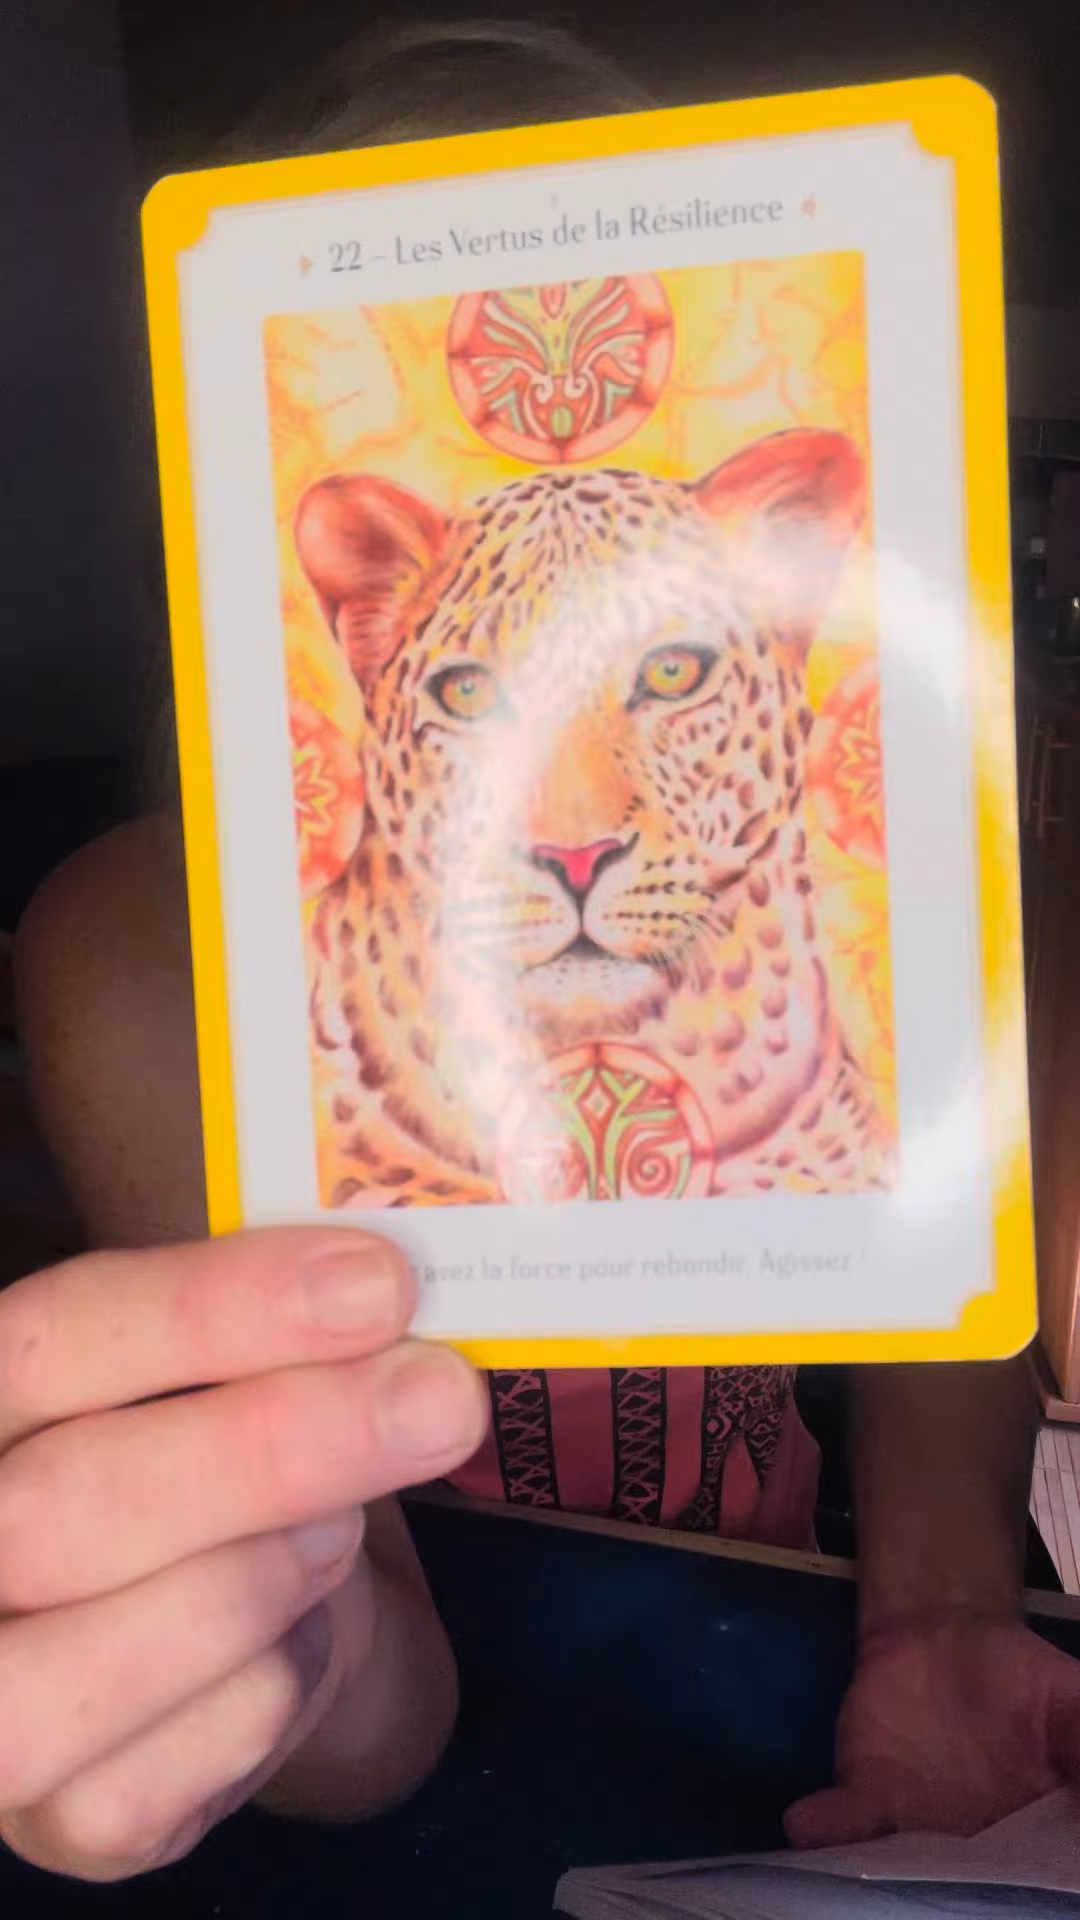 22 - Les Vertus de la Résilience
avez la force pour rebondir. Agissez !